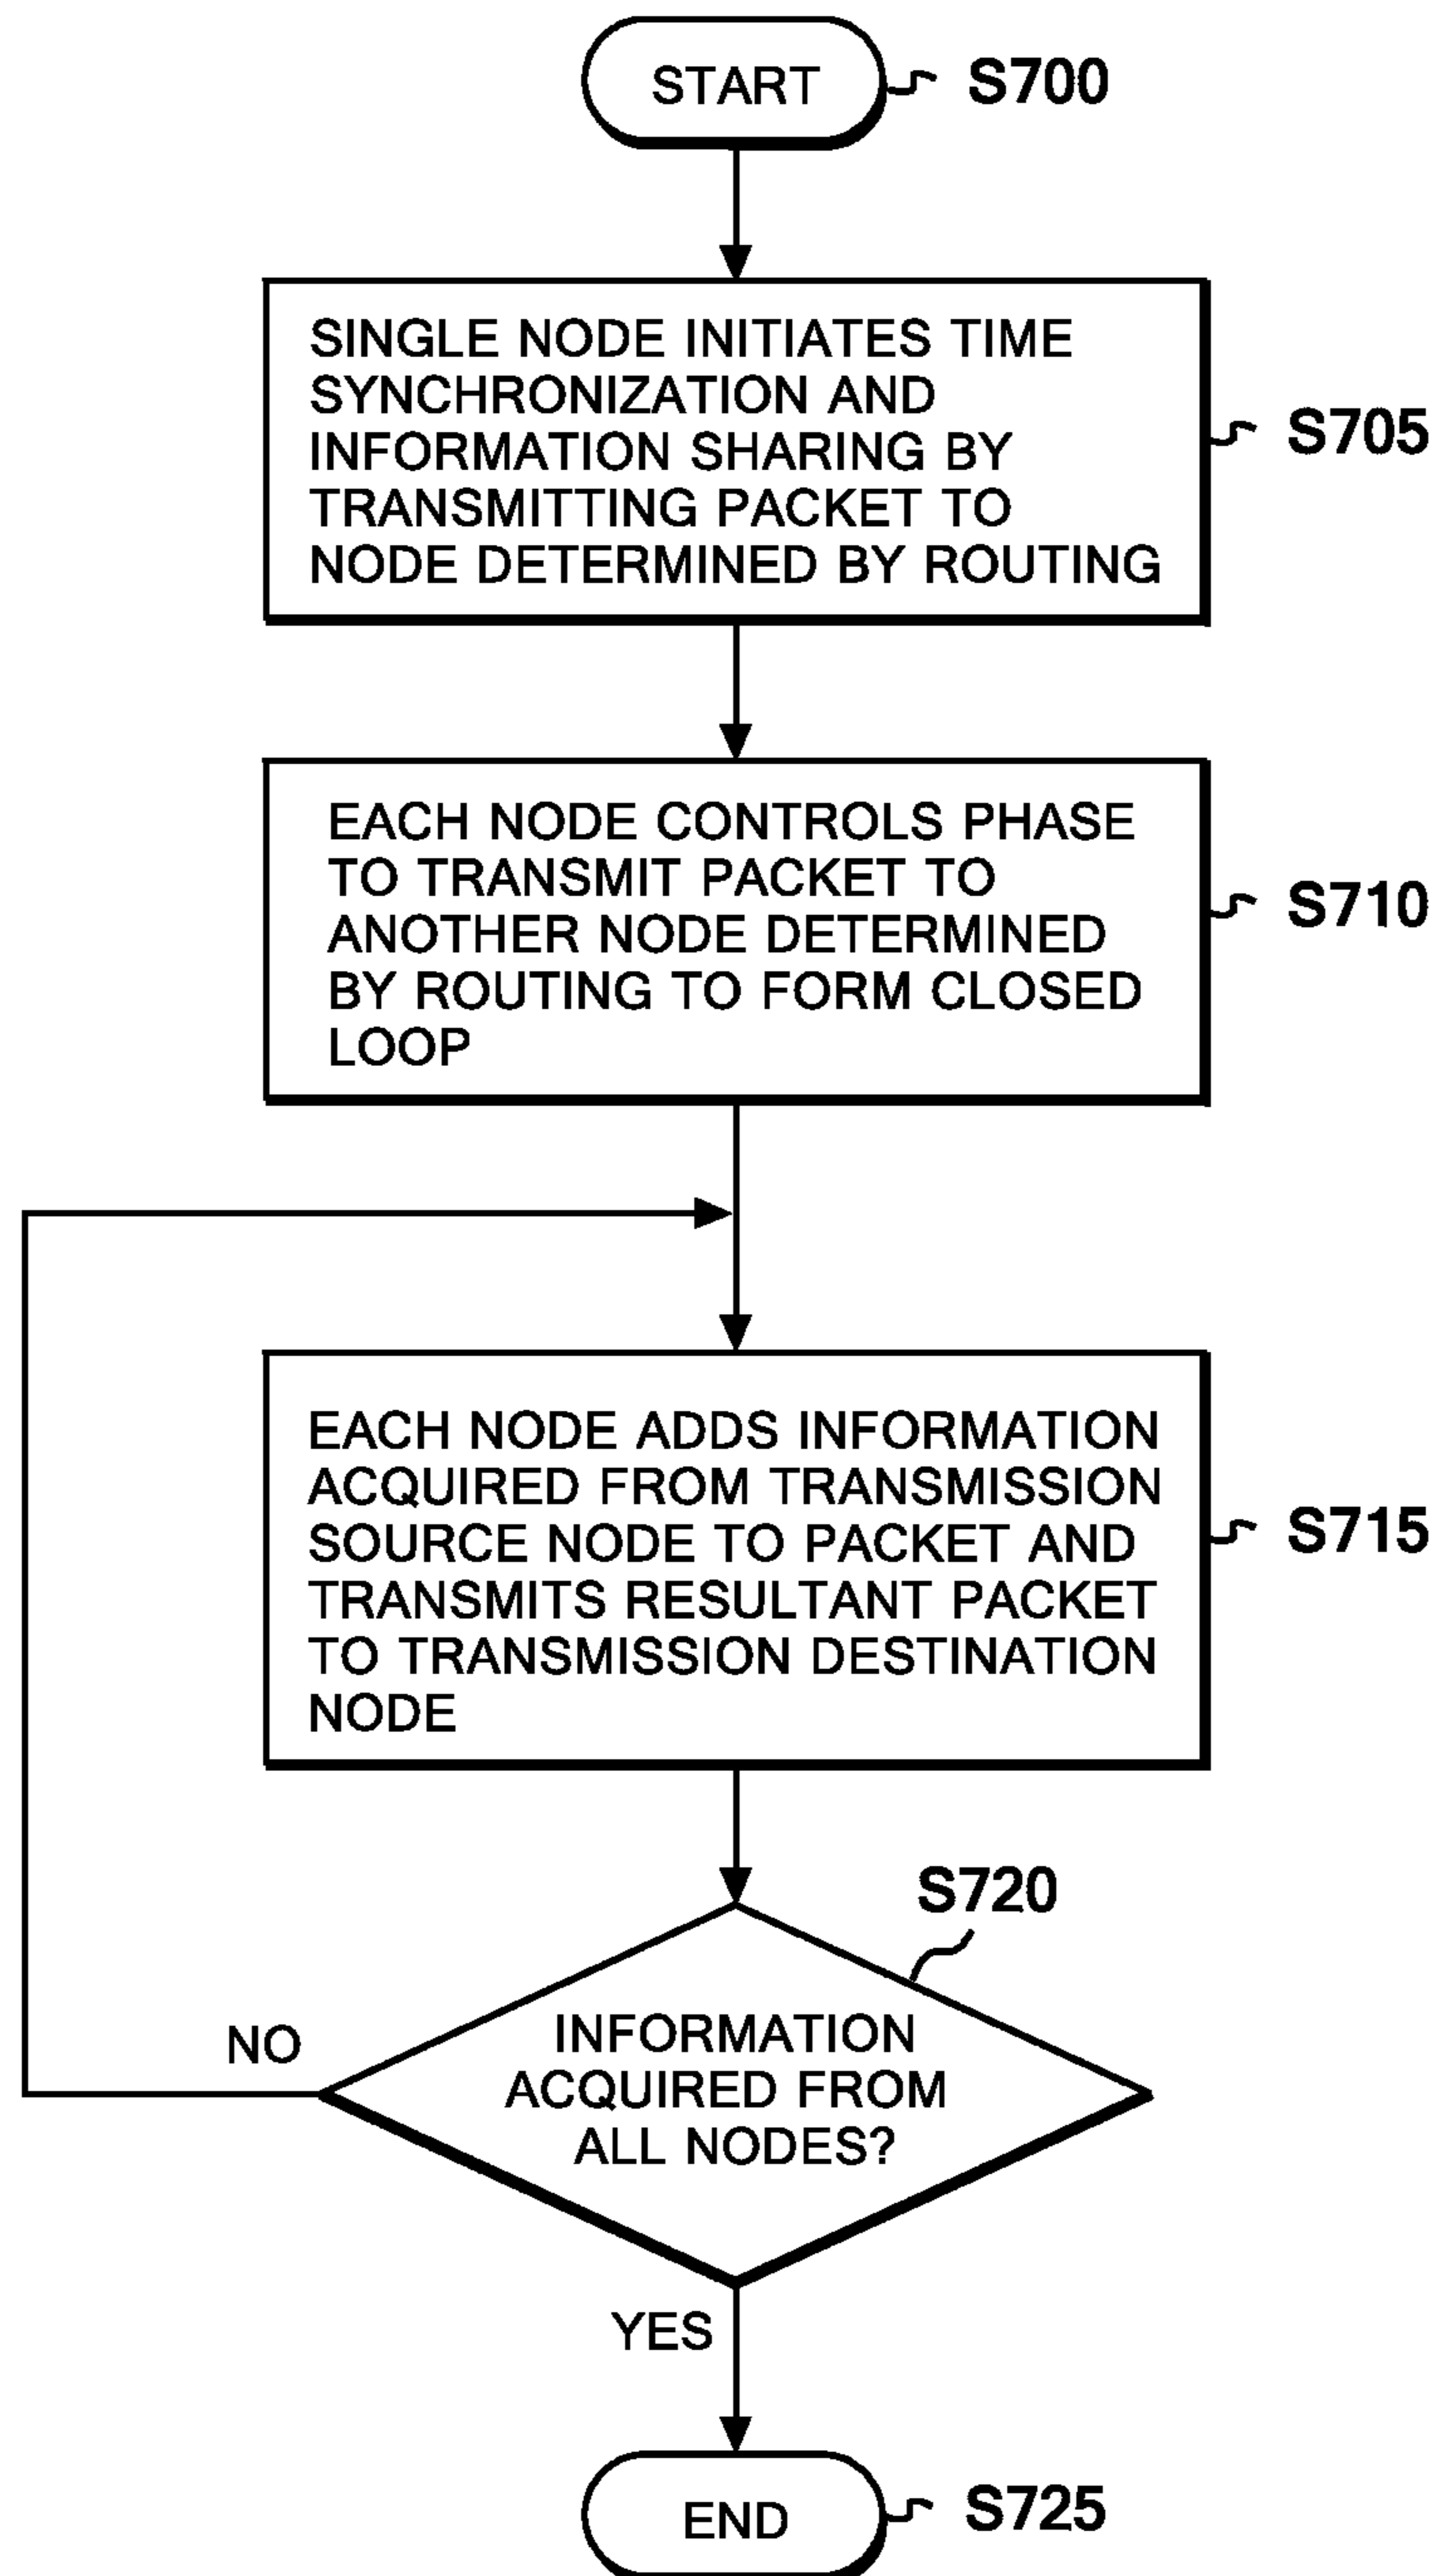 START
S700
SINGLE NODE INITIATES TIME
SYNCHRONIZATION AND
INFORMATION SHARING BY
TRANSMITTING PACKET TO
NODE DETERMINED BY ROUTING
S705
EACH NODE CONTROLS PHASE
TO TRANSMIT PACKET TO
ANOTHER NODE DETERMINED
BY ROUTING TO FORM CLOSED
LOOP
S710
EACH NODE ADDS INFORMATION
ACQUIRED FROM TRANSMISSION
SOURCE NODE TO PACKET AND
TRANSMITS RESULTANT PACKET
TO TRANSMISSION DESTINATION
NODE
S715
S720
INFORMATION
ACQUIRED FROM
ALL NODES?
NO
YES
END
S725